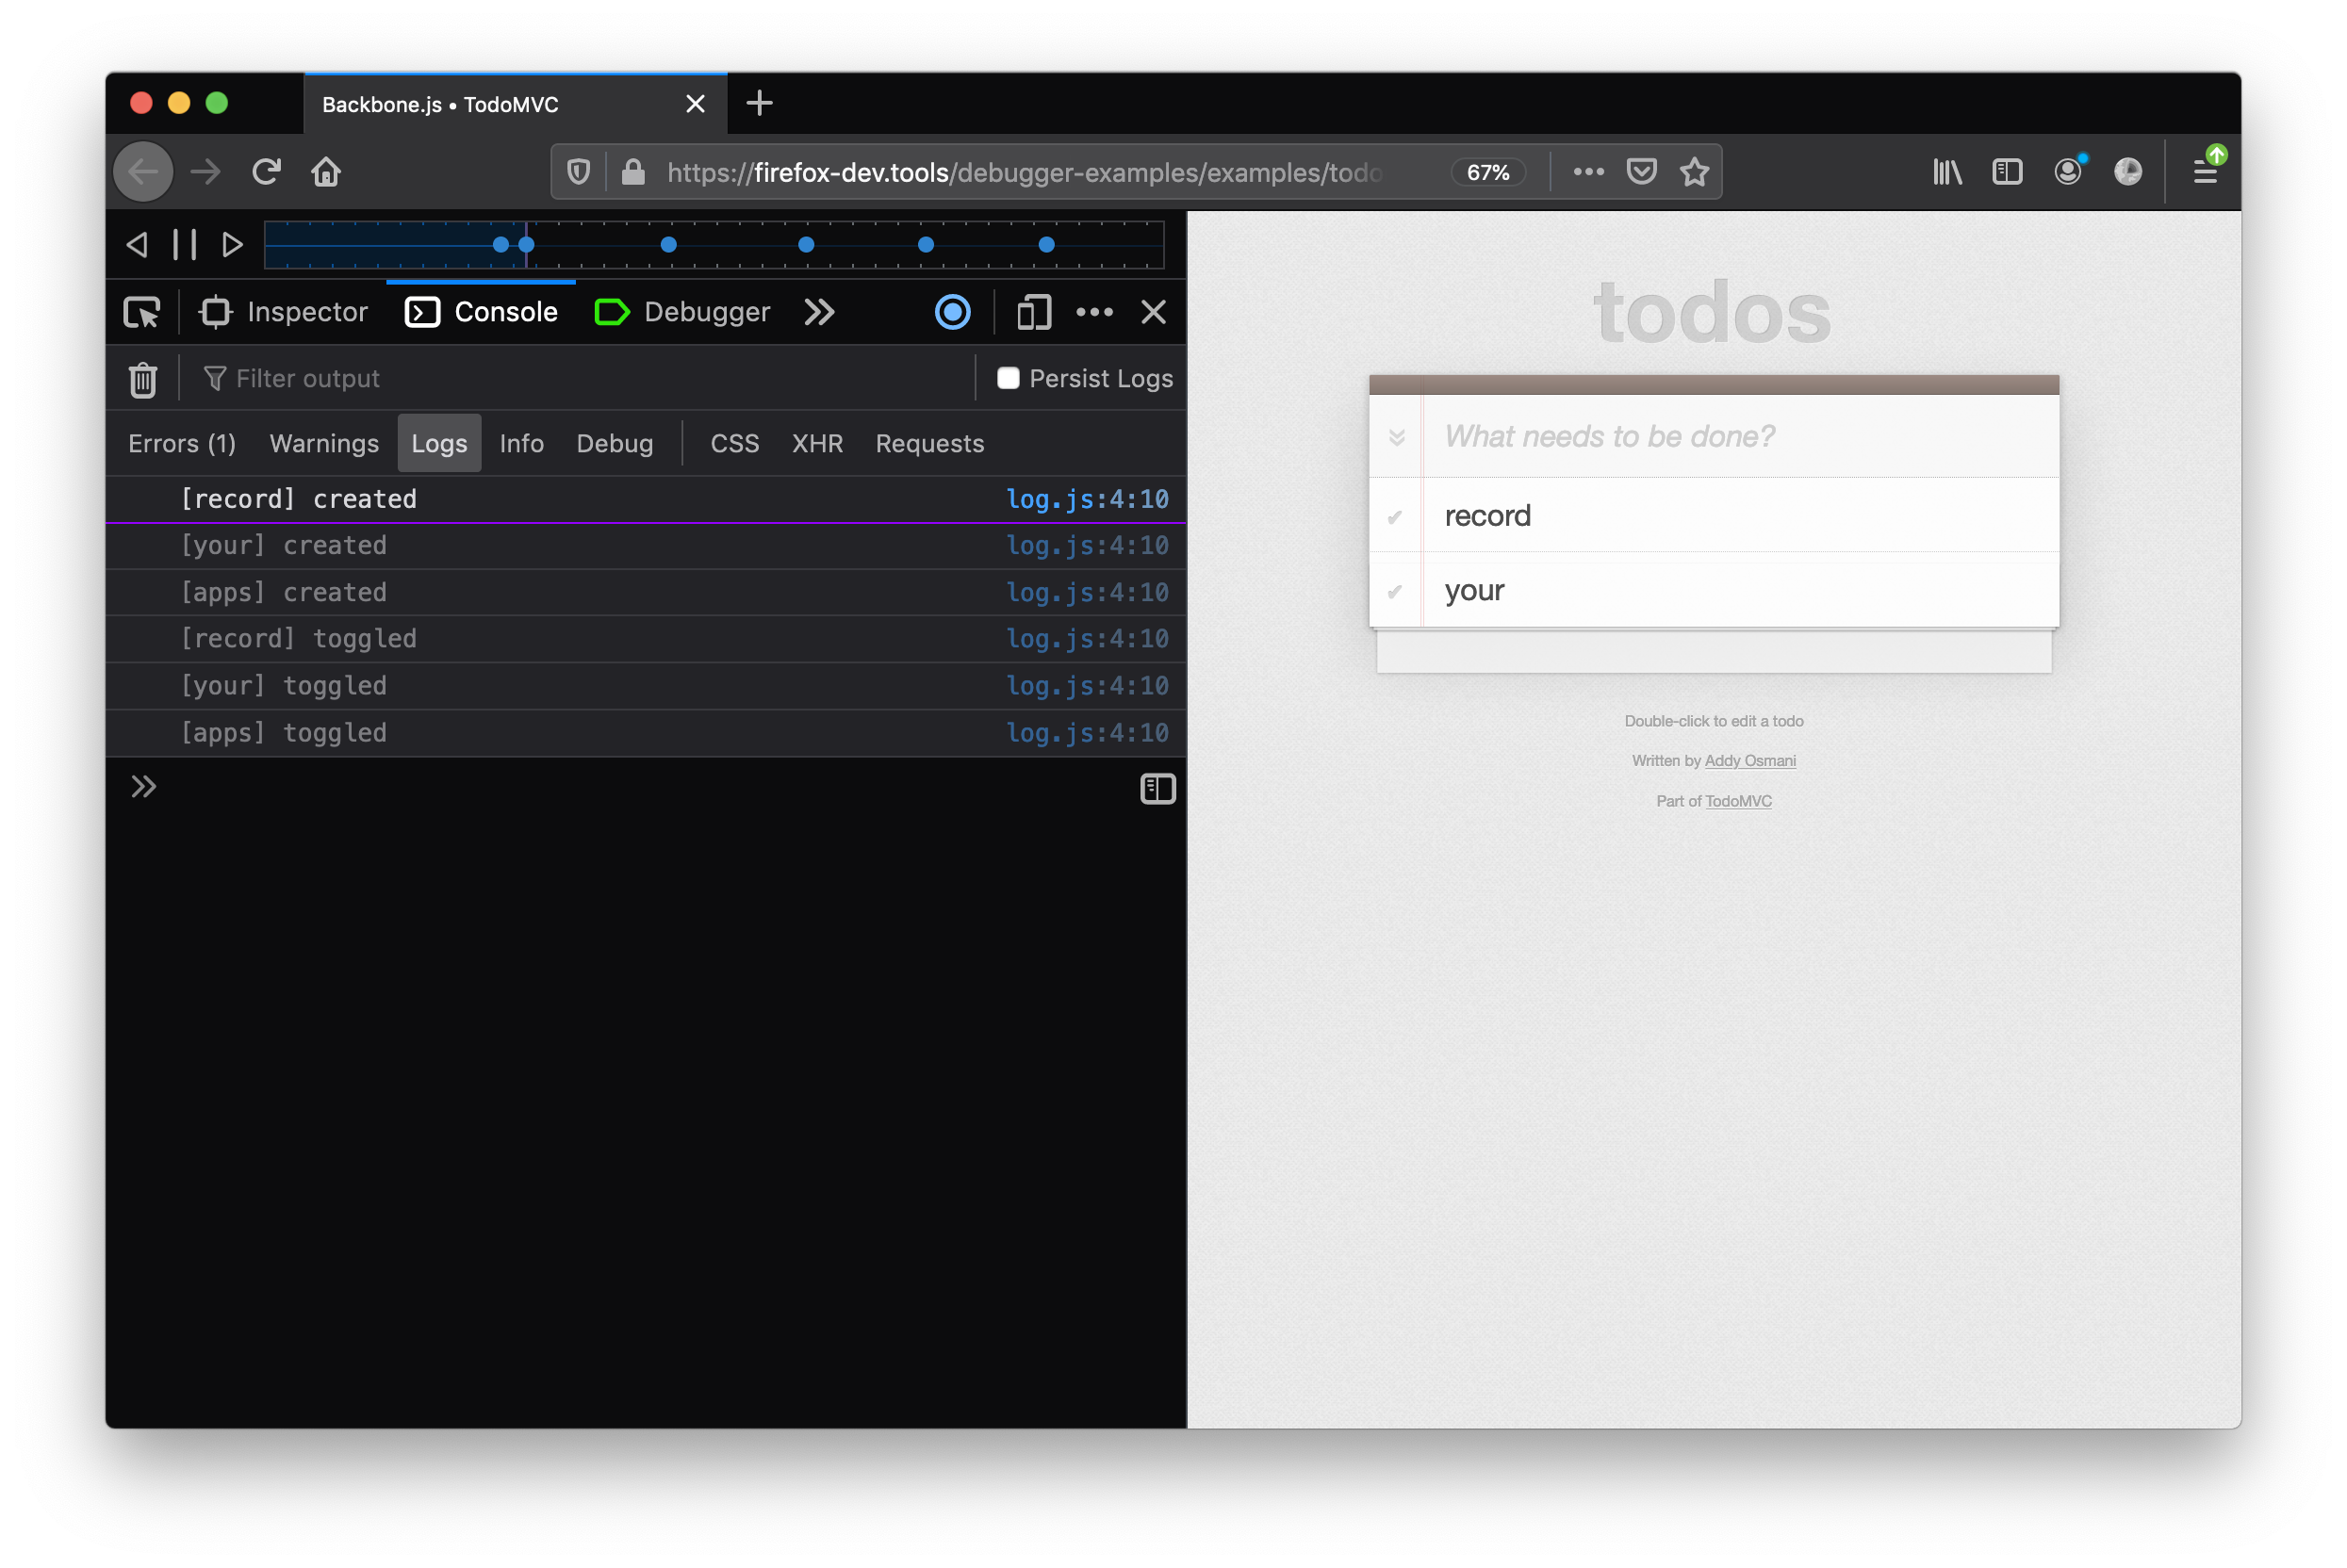 Backbone.js • TodoMVC
https://firefox-dev.tools/debugger-examples/examples/todo
67%
Inspector
Console
Debugger
Filter output
Persist Logs
Errors (1)
Warnings
Logs
Info
Debug
CSS
XHR
Requests
[record] created log.js:4:10
[your] created log.js:4:10
[apps] created log.js:4:10
[record] toggled log.js:4:10
[your] toggled log.js:4:10
[apps] toggled log.js:4:10
todos
What needs to be done?
record
your
Double-click to edit a todo
Written by Addy Osmani
Part of TodoMVC